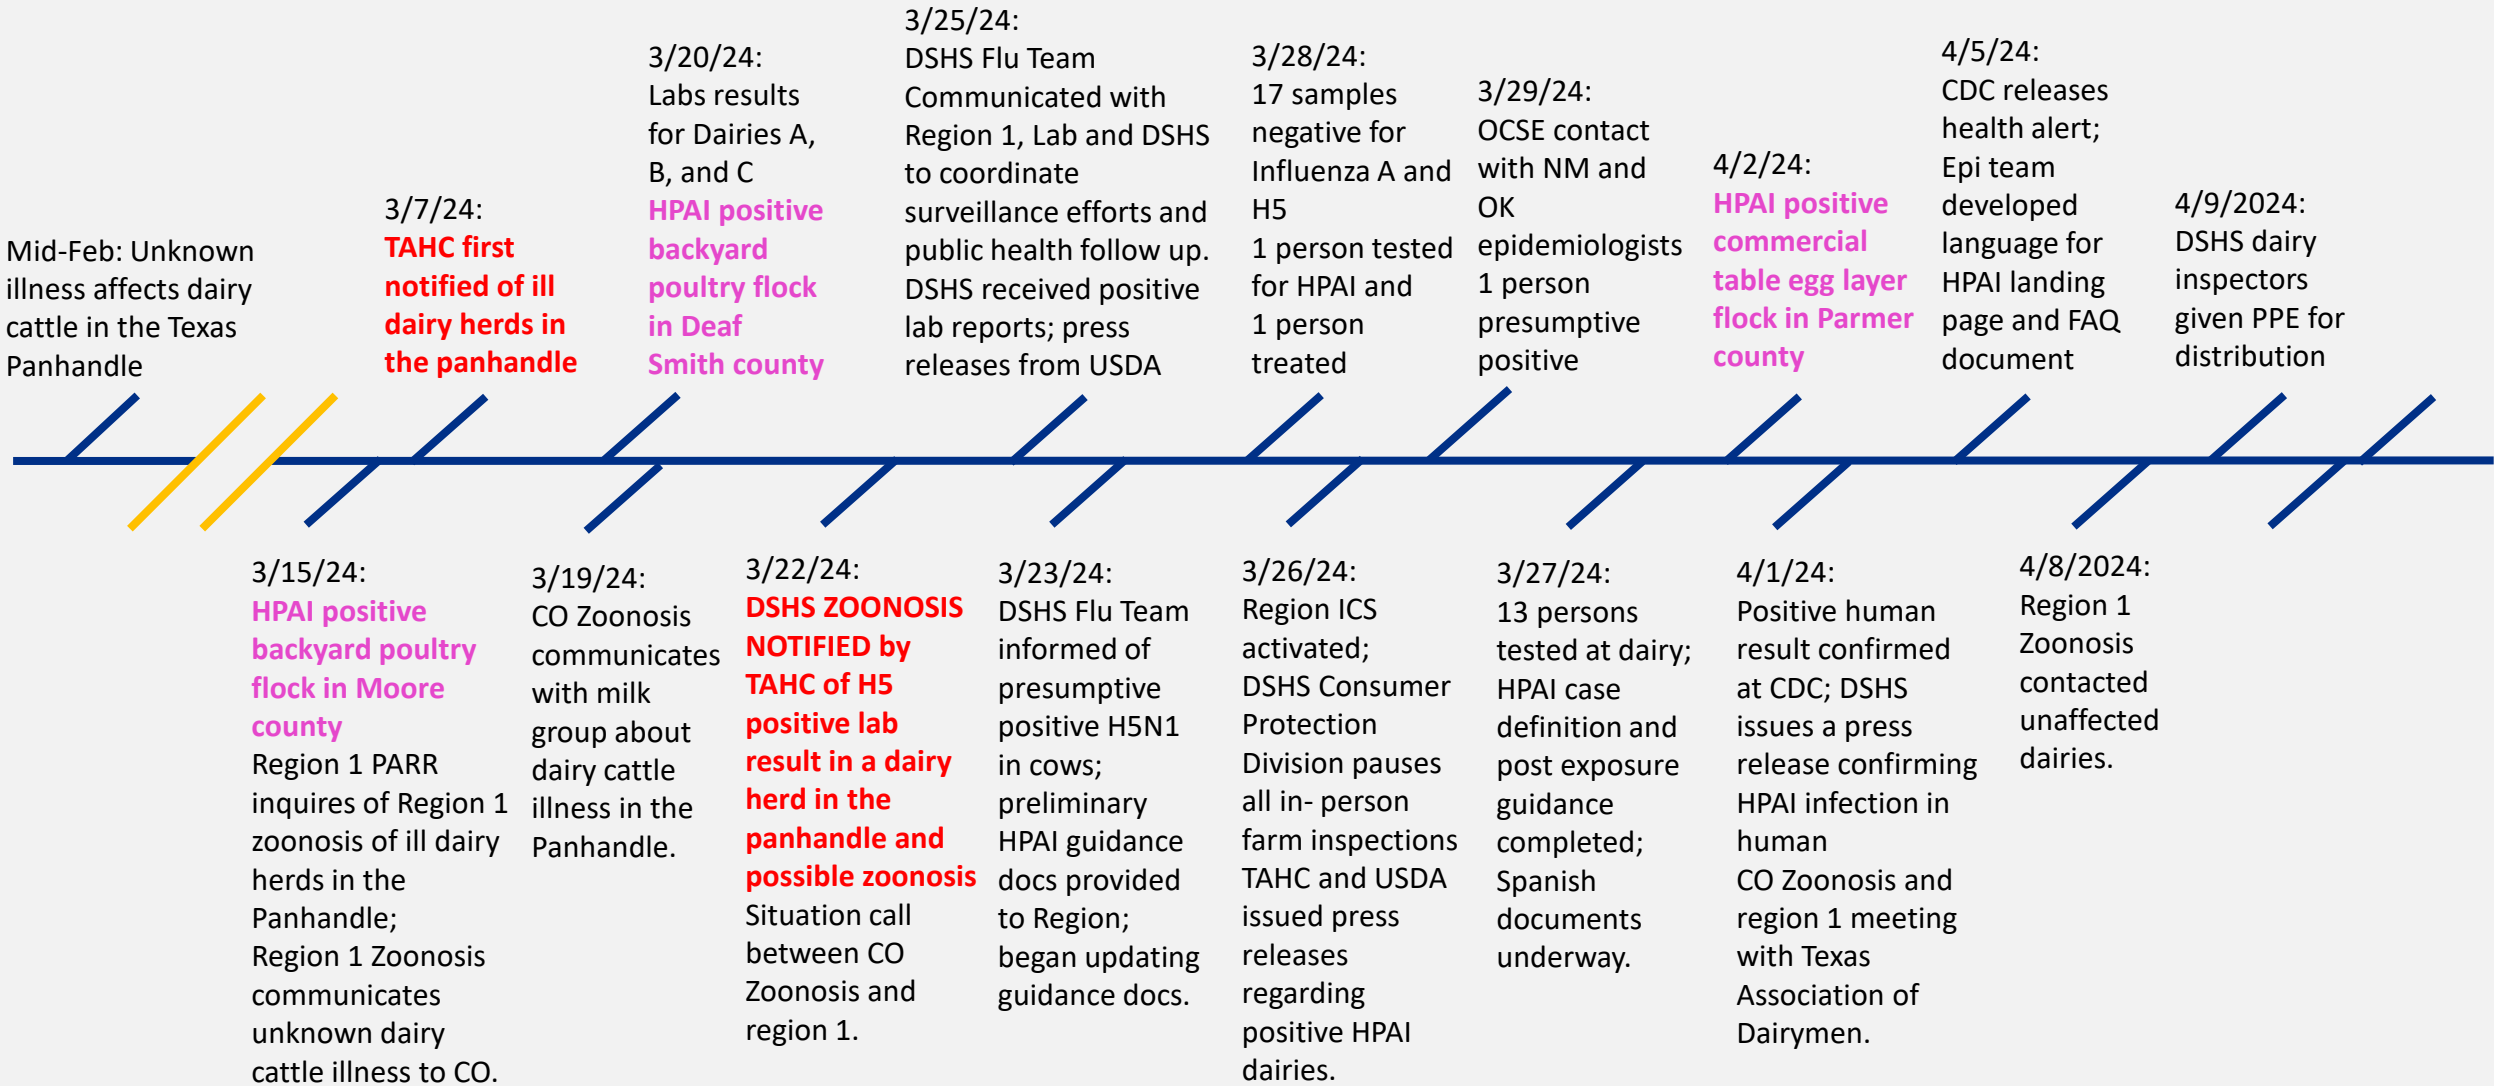 Mid-Feb: Unknown
illness affects dairy
cattle in the Texas
Panhandle
3/7/24:
TAHC first
notified of ill
dairy herds in
the panhandle
3/20/24:
Labs results
for Dairies A,
B, and C
HPAI positive
backyard
poultry flock
in Deaf
Smith county
3/25/24:
DSHS Flu Team
Communicated with
Region 1, Lab and DSHS
to coordinate
surveillance efforts and
public health follow up.
DSHS received positive
lab reports; press
releases from USDA
3/28/24:
17 samples
negative for
Influenza A and
H5
1 person tested
for HPAI and
1 person
treated
3/29/24:
OCSE contact
with NM and
OK
epidemiologists
1 person
presumptive
positive
4/2/24:
HPAI positive
commercial
table egg layer
flock in Parmer
county
4/5/24:
CDC releases
health alert;
Epi team
developed
language for
HPAI landing
page and FAQ
document
4/9/2024:
DSHS dairy
inspectors
given PPE for
distribution
3/15/24:
HPAI positive
backyard poultry
flock in Moore
county
Region 1 PARR
inquires of Region 1
zoonosis of ill dairy
herds in the
Panhandle;
Region 1 Zoonosis
communicates
unknown dairy
cattle illness to CO.
3/19/24:
CO Zoonosis
communicates
with milk
group about
dairy cattle
illness in the
Panhandle.
3/22/24:
DSHS ZOONOSIS
NOTIFIED by
TAHC of H5
positive lab
result in a dairy
herd in the
panhandle and
possible zoonosis
Situation call
between CO
Zoonosis and
region 1.
3/23/24:
DSHS Flu Team
informed of
presumptive
positive H5N1
in cows;
preliminary
HPAI guidance
docs provided
to Region;
began updating
guidance docs.
3/26/24:
Region ICS
activated;
DSHS Consumer
Protection
Division pauses
all in- person
farm inspections
TAHC and USDA
issued press
releases
regarding
positive HPAI
dairies.
3/27/24:
13 persons
tested at dairy;
HPAI case
definition and
post exposure
guidance
completed;
Spanish
documents
underway.
4/1/24:
Positive human
result confirmed
at CDC; DSHS
issues a press
release confirming
HPAI infection in
human
CO Zoonosis and
region 1 meeting
with Texas
Association of
Dairymen.
4/8/2024:
Region 1
Zoonosis
contacted
unaffected
dairies.